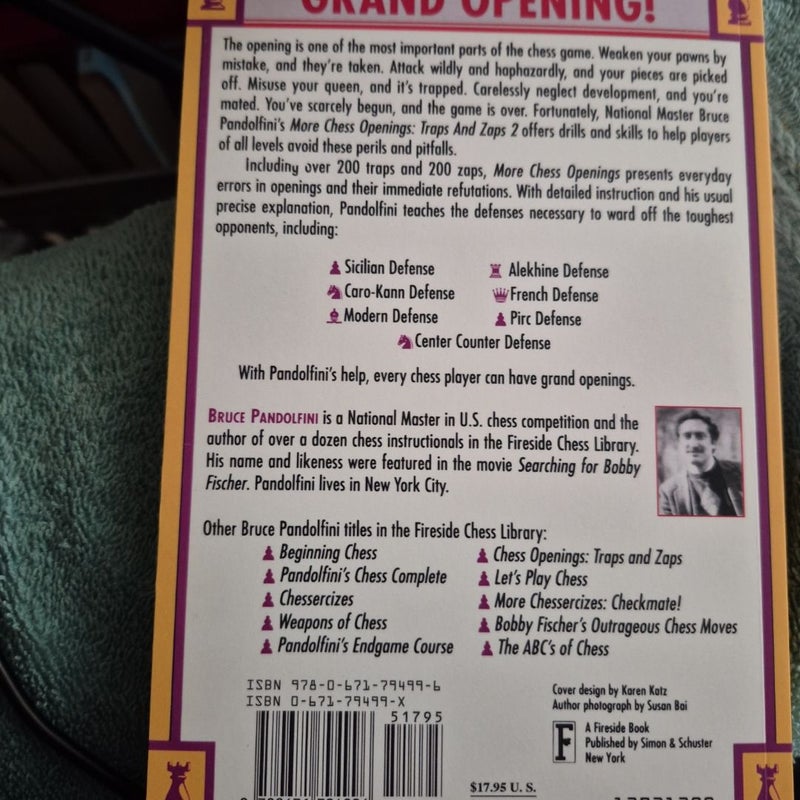 GRAND OPENING!
The opening is one of the most important parts of the chess game. Weaken your pawns by
mistake, and they're taken. Attack wildly and haphazardly, and your pieces are picked
off. Misuse your queen, and it's trapped. Carelessly neglect development, and you're
mated. You've scarcely begun, and the game is over. Fortunately, National Master Bruce
Pandolfini's More Chess Openings: Traps And Zaps 2 offers drills and skills to help players
of all levels avoid these perils and pitfalls.
Including over 200 traps and 200 zaps, More Chess Openings presents everyday
errors in openings and their immediate refutations. With detailed instruction and his usual
precise explanation, Pandolfini teaches the defenses necessary to ward off the toughest
opponents, including:
Sicilian Defense Alekhine Defense
Caro-Kann Defense French Defense
Modern Defense Pirc Defense
Center Counter Defense
With Pandolfini's help, every chess player can have grand openings.
BRUCE PANDOLFINI is a National Master in U.S. chess competition and the
author of over a dozen chess instructionals in the Fireside Chess Library.
His name and likeness were featured in the movie Searching for Bobby
Fischer. Pandolfini lives in New York City.
Other Bruce Pandolfini titles in the Fireside Chess Library:
Beginning Chess Chess Openings: Traps and Zaps
Pandolfini's Chess Complete Let's Play Chess
Chessercizes More Chessercizes: Checkmate!
Weapons of Chess Bobby Fischer's Outrageous Chess Moves
Pandolfini's Endgame Course The ABC's of Chess
ISBN 978-0-671-79499-6
ISBN 0-671-79499-X
51795
Cover design by Karen Katz
Author photograph by Susan Bai
F
A Fireside Book
Published by Simon & Schuster
New York
$17.95 U. S.